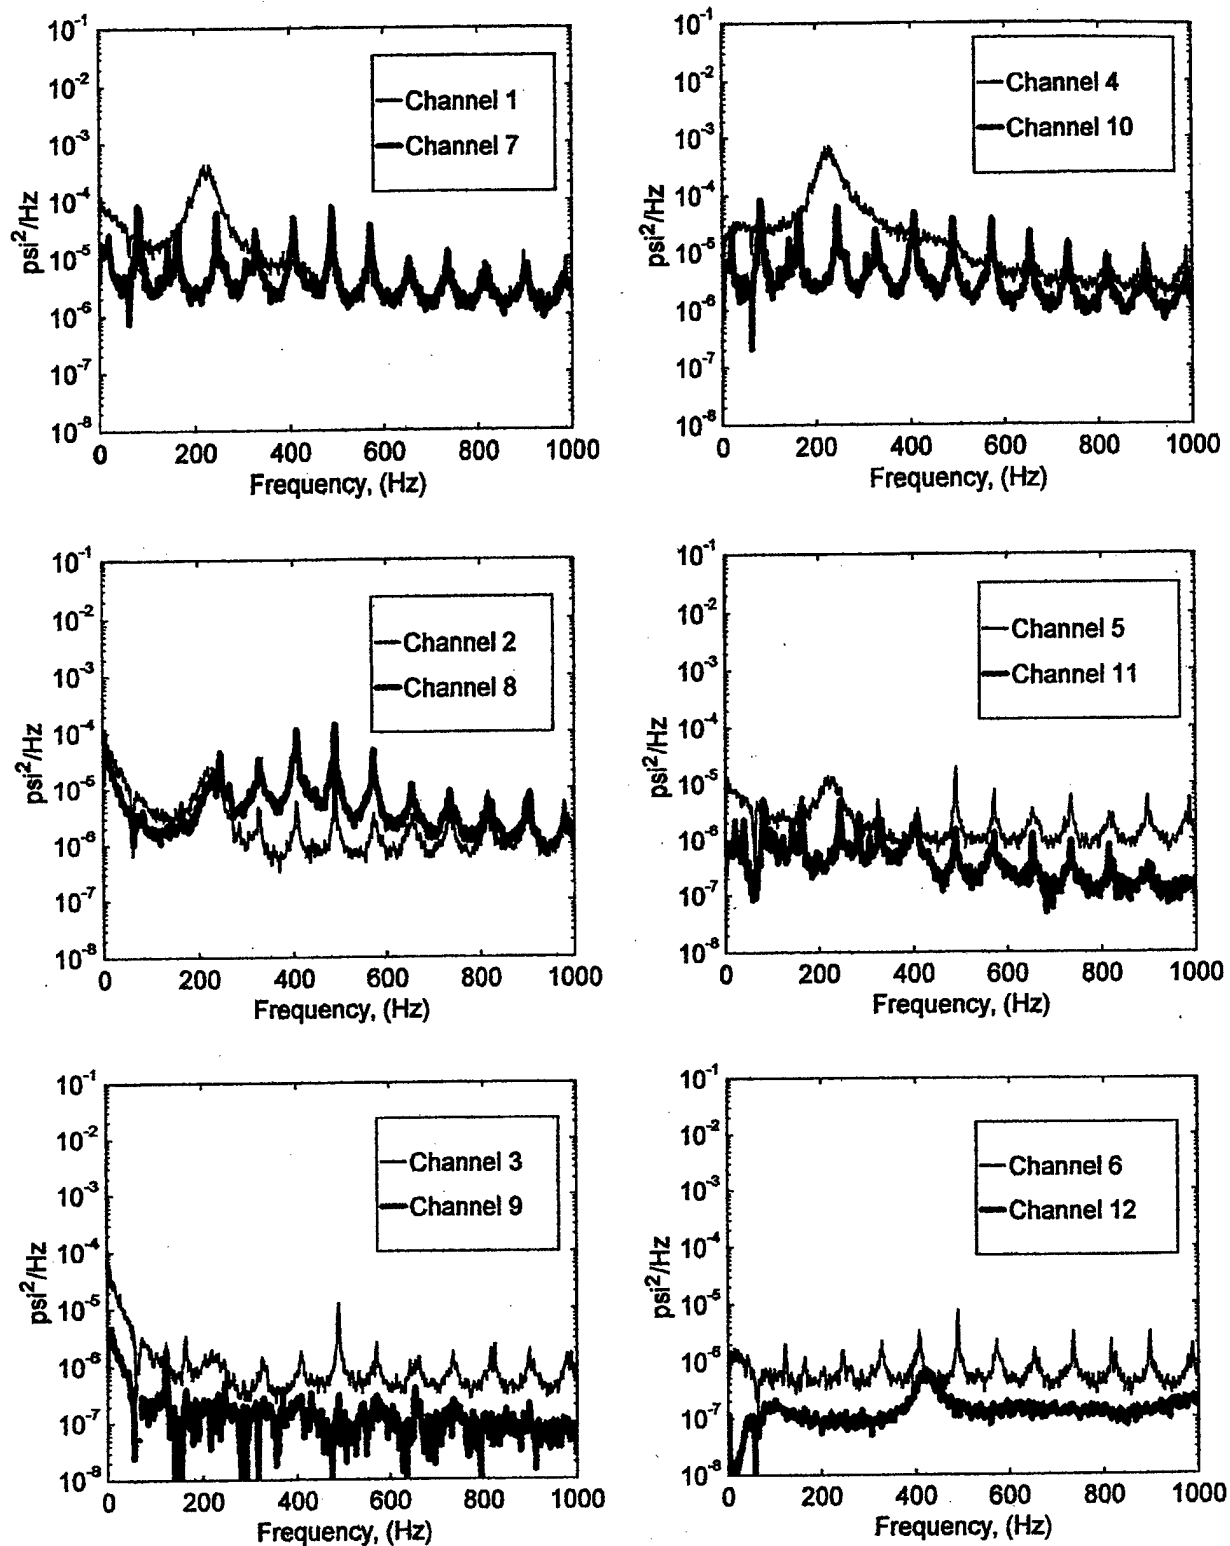 10^-1
10^-2
10^-3
10^-4
10^-5
10^-6
10^-7
10^-8
psi^2/Hz
Channel 1
Channel 7
0 200 400 600 800 1000
Frequency, (Hz)
10^-1
10^-2
10^-3
10^-4
10^-5
10^-6
10^-7
10^-8
psi^2/Hz
Channel 4
Channel 10
0 200 400 600 800 1000
Frequency, (Hz)
10^-1
10^-2
10^-3
10^-4
10^-5
10^-6
10^-7
10^-8
psi^2/Hz
Channel 2
Channel 8
0 200 400 600 800 1000
Frequency, (Hz)
10^-1
10^-2
10^-3
10^-4
10^-5
10^-6
10^-7
10^-8
psi^2/Hz
Channel 5
Channel 11
0 200 400 600 800 1000
Frequency, (Hz)
10^-1
10^-2
10^-3
10^-4
10^-5
10^-6
10^-7
10^-8
psi^2/Hz
Channel 3
Channel 9
0 200 400 600 800 1000
Frequency, (Hz)
10^-1
10^-2
10^-3
10^-4
10^-5
10^-6
10^-7
10^-8
psi^2/Hz
Channel 6
Channel 12
0 200 400 600 800 1000
Frequency, (Hz)